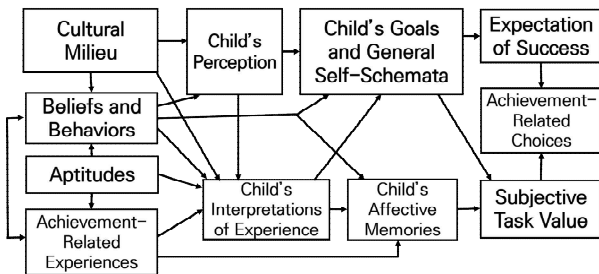 Cultural
Milieu
Child's
Perception
Child's Goals
and General
Self-Schemata
Expectation
of Success
Beliefs and
Behaviors
Achievement-
Related
Choices
Aptitudes
Child's
Interpretations
of Experience
Child's
Affective
Memories
Subjective
Task Value
Achievement-
Related
Experiences